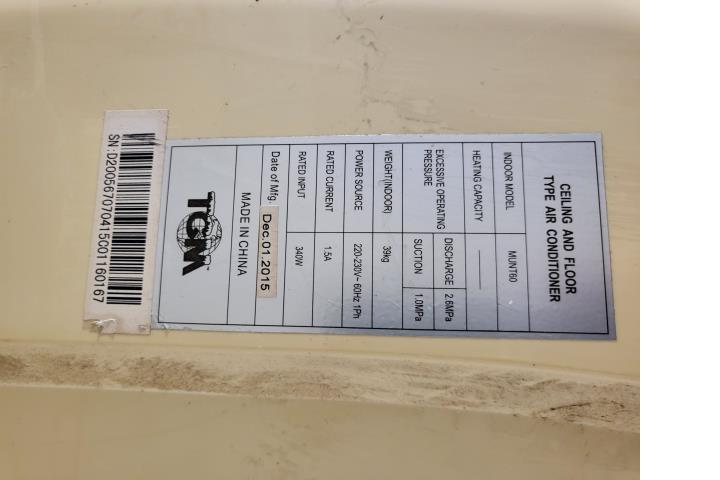 CEILING AND FLOOR
TYPE AIR CONDITIONER
INDOOR MODEL MUNT60
HEATING CAPACITY ———
EXCESSIVE OPERATING PRESSURE DISCHARGE 2.6MPa
SUCTION 1.0MPa
WEIGHT(INDOOR) 39kg
POWER SOURCE 220-230V~ 60Hz 1Ph
RATED CURRENT 1.5A
RATED INPUT 340W
Date of Mfg. Dec.01.2015
MADE IN CHINA
TGM™
SN:D200567070415001160167